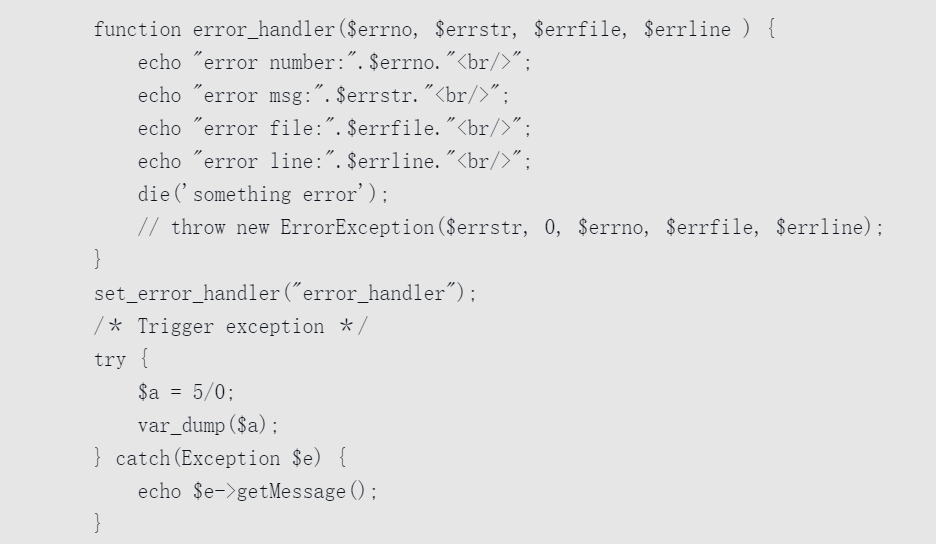 function error_handler($errno, $errstr, $errfile, $errline ) {
    echo "error number:".$errno."<br/>";
    echo "error msg:".$errstr."<br/>";
    echo "error file:".$errfile."<br/>";
    echo "error line:".$errline."<br/>";
    die('something error');
    // throw new ErrorException($errstr, 0, $errno, $errfile, $errline);
}
set_error_handler("error_handler");
/* Trigger exception */
try {
    $a = 5/0;
    var_dump($a);
} catch(Exception $e) {
    echo $e->getMessage();
}